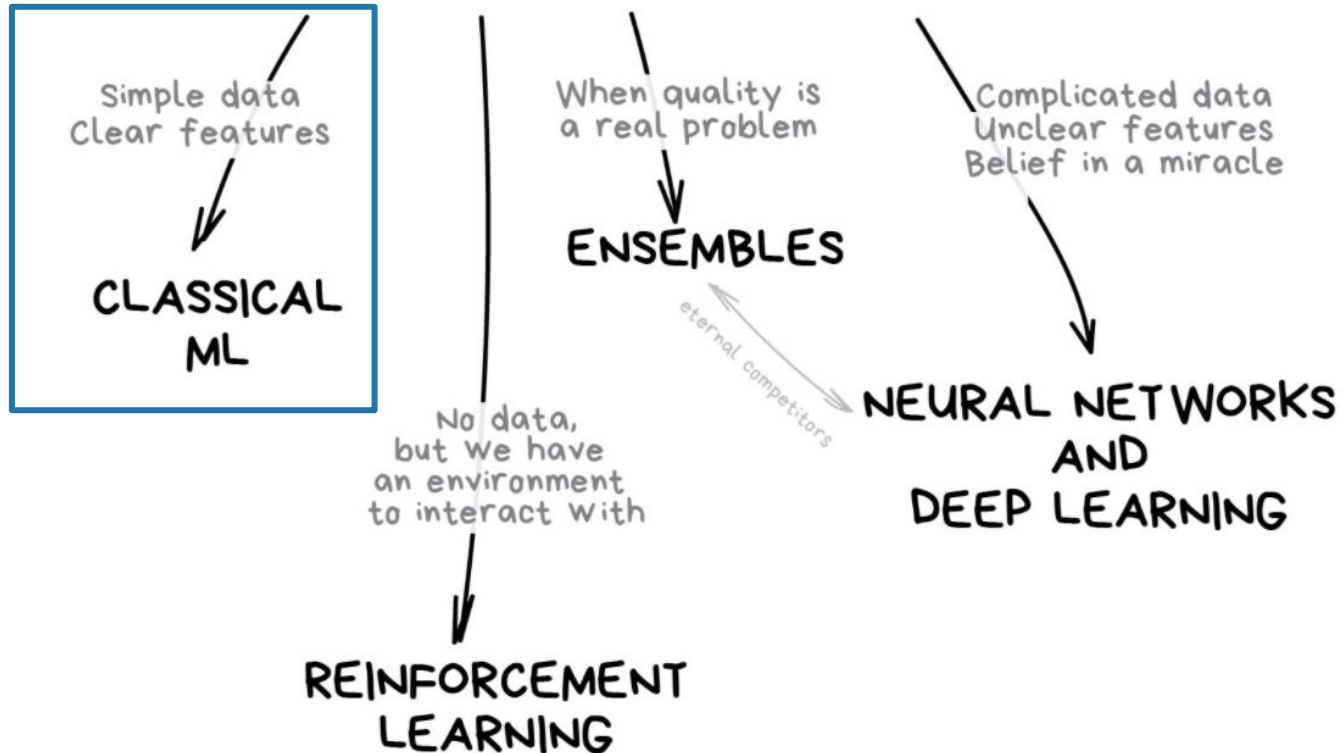 Simple data
Clear features
CLASSICAL
ML
No data,
but we have
an environment
to interact with
REINFORCEMENT
LEARNING
When quality is
a real problem
ENSEMBLES
eternal competitors
Complicated data
Unclear features
Belief in a miracle
NEURAL NETWORKS
AND
DEEP LEARNING